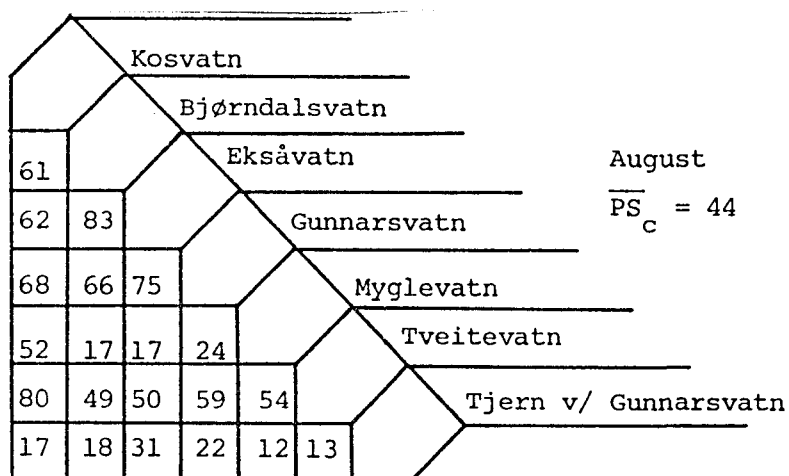 Kosvatn
Bjørndalsvatn
61 Eksåvatn August
62 83 Gunnarsvatn PS̅c = 44
68 66 75 Myglevatn
52 17 17 24 Tveitevatn
80 49 50 59 54 Tjern v/ Gunnarsvatn
17 18 31 22 12 13